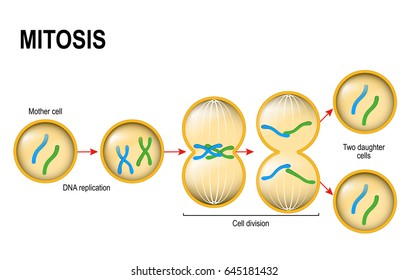 MITOSIS
Mother cell
DNA replication
Cell division
Two daughter
cells
shutterstock.com · 645181432